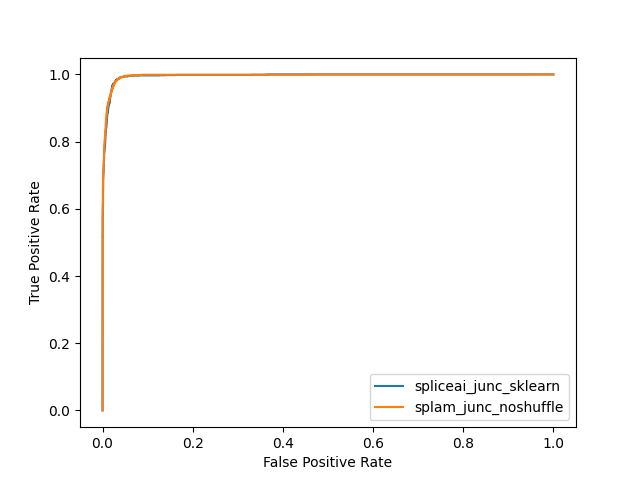 1.0
0.8
0.6
0.4
0.2
0.0
True Positive Rate
0.0 0.2 0.4 0.6 0.8 1.0
False Positive Rate
spliceai_junc_sklearn
splam_junc_noshuffle